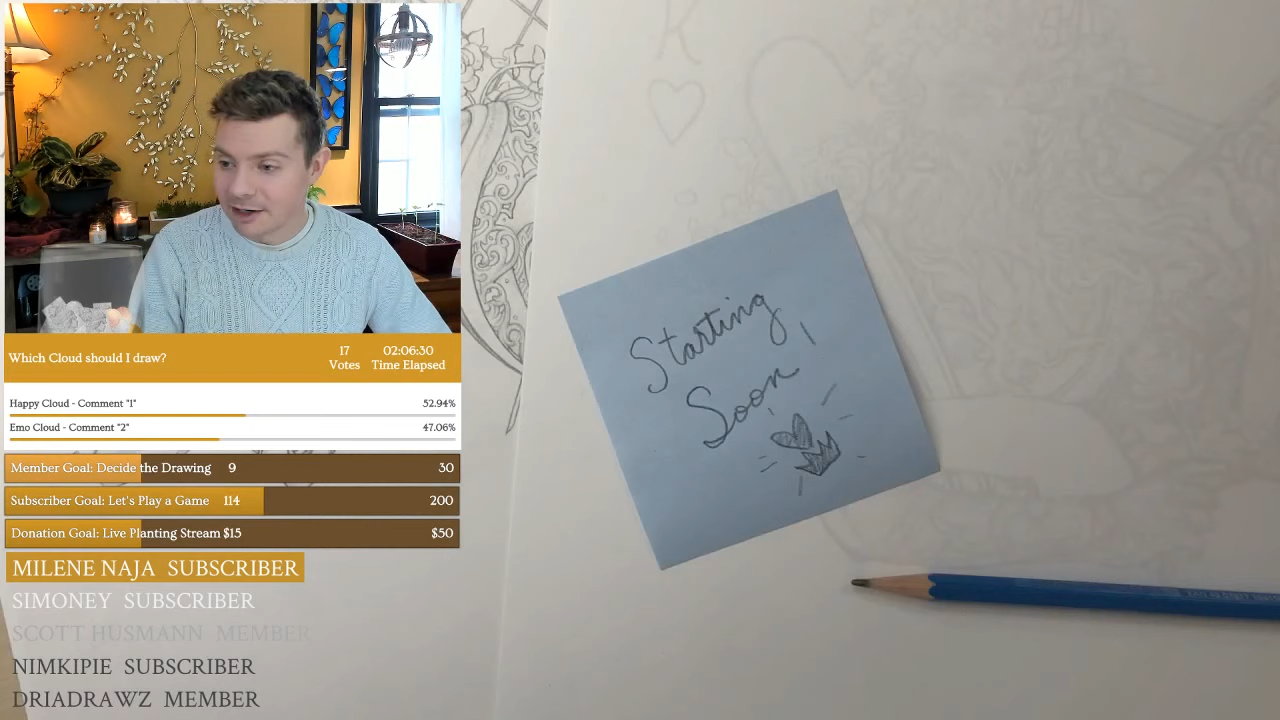 K
Which Cloud should I draw?
17
Votes
02:06:30
Time Elapsed
Happy Cloud - Comment "1"
52.94%
Emo Cloud - Comment "2"
47.06%
Member Goal: Decide the Drawing 9 30
Subscriber Goal: Let's Play a Game 114 200
Donation Goal: Live Planting Stream $15 $50
MILENE NAJA SUBSCRIBER
SIMONEY SUBSCRIBER
SCOTT HUSMANN MEMBER
NIMKIPIE SUBSCRIBER
DRIADRAWZ MEMBER
Starting
Soon